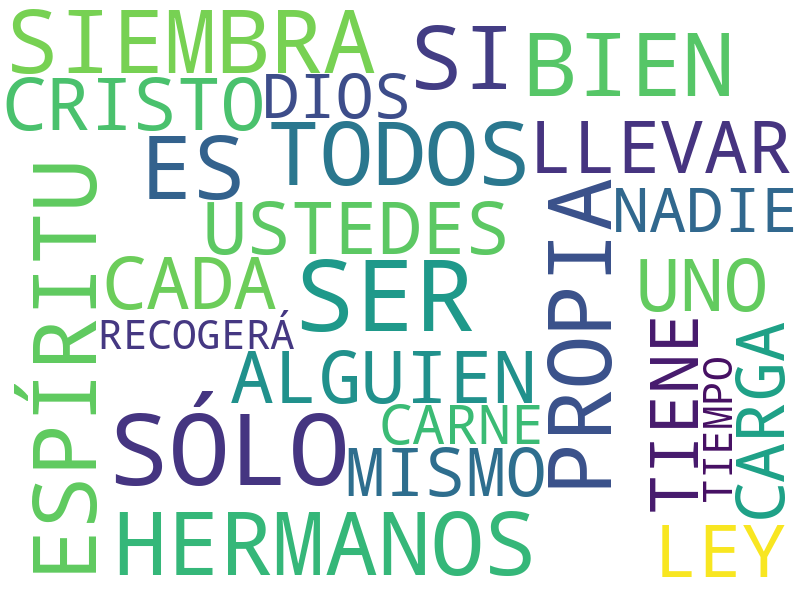 SIEMBRA
SI
BIEN
CRISTO
DIOS
ES
TODOS
LLEVAR
ESPÍRITU
USTEDES
PROPIA
NADIE
CADA
SER
UNO
RECOGERÁ
ALGUIEN
TIENE
TIEMPO
CARGA
SÓLO
CARNE
MISMO
HERMANOS
LEY